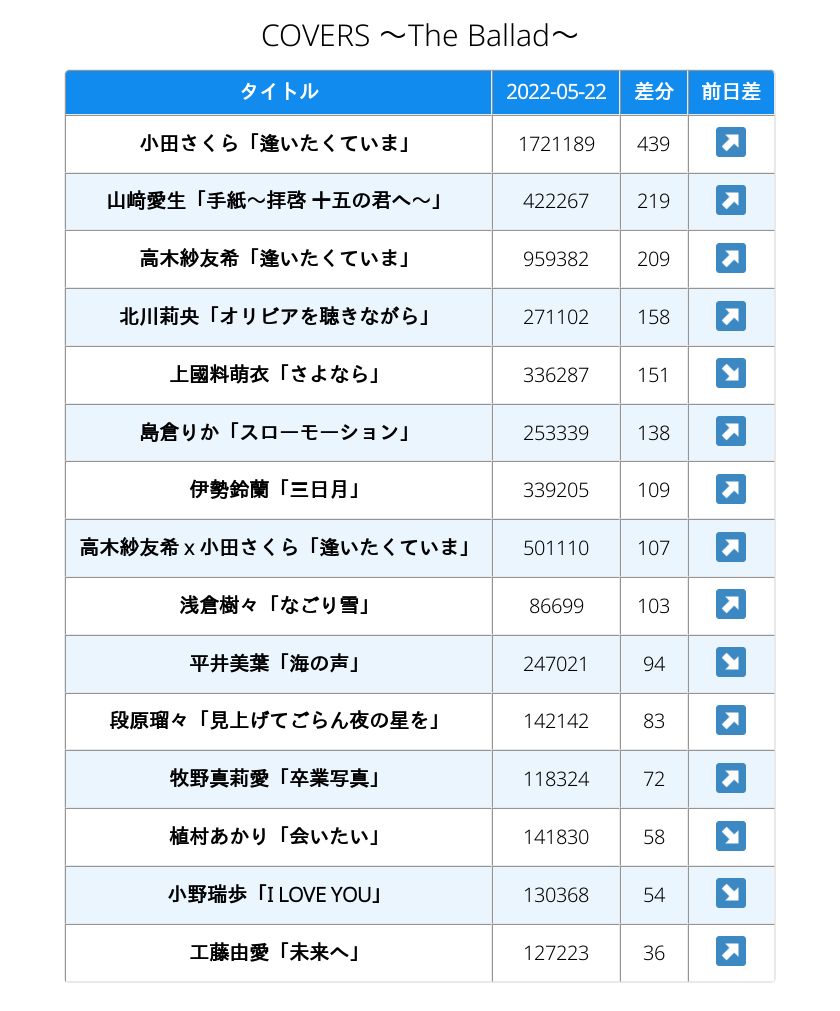 COVERS ～The Ballad～
タイトル 2022-05-22 差分 前日差
小田さくら「逢いたくていま」 1721189 439 ↗
山﨑愛生「手紙～拝啓 十五の君へ～」 422267 219 ↗
高木紗友希「逢いたくていま」 959382 209 ↗
北川莉央「オリビアを聴きながら」 271102 158 ↗
上國料萌衣「さよなら」 336287 151 ↘
島倉りか「スローモーション」 253339 138 ↗
伊勢鈴蘭「三日月」 339205 109 ↗
高木紗友希 x 小田さくら「逢いたくていま」 501110 107 ↗
浅倉樹々「なごり雪」 86699 103 ↗
平井美葉「海の声」 247021 94 ↘
段原瑠々「見上げてごらん夜の星を」 142142 83 ↗
牧野真莉愛「卒業写真」 118324 72 ↗
植村あかり「会いたい」 141830 58 ↘
小野瑞歩「I LOVE YOU」 130368 54 ↘
工藤由愛「未来へ」 127223 36 ↗